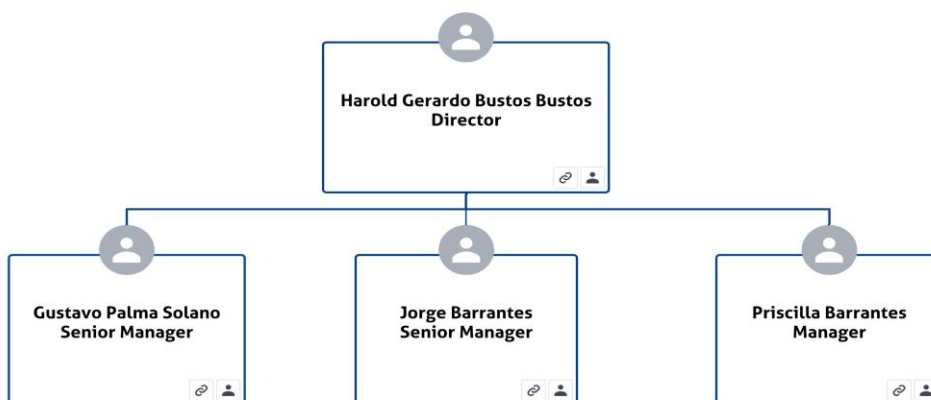 Harold Gerardo Bustos Bustos
Director
Gustavo Palma Solano
Senior Manager
Jorge Barrantes
Senior Manager
Priscilla Barrantes
Manager